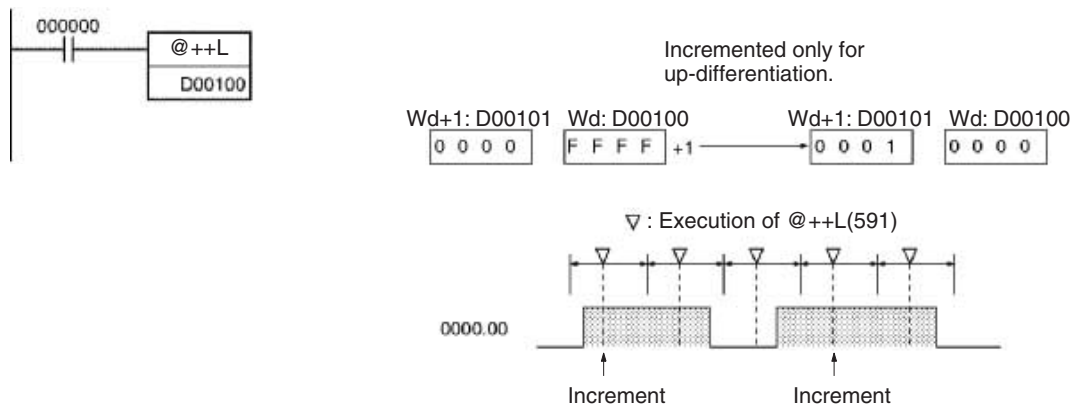 000000
@++L
D00100
Incremented only for
up-differentiation.
Wd+1: D00101 Wd: D00100 Wd+1: D00101 Wd: D00100
0 0 0 0 F F F F +1 0 0 0 1 0 0 0 0
▽ : Execution of @++L(591)
0000.00
Increment Increment